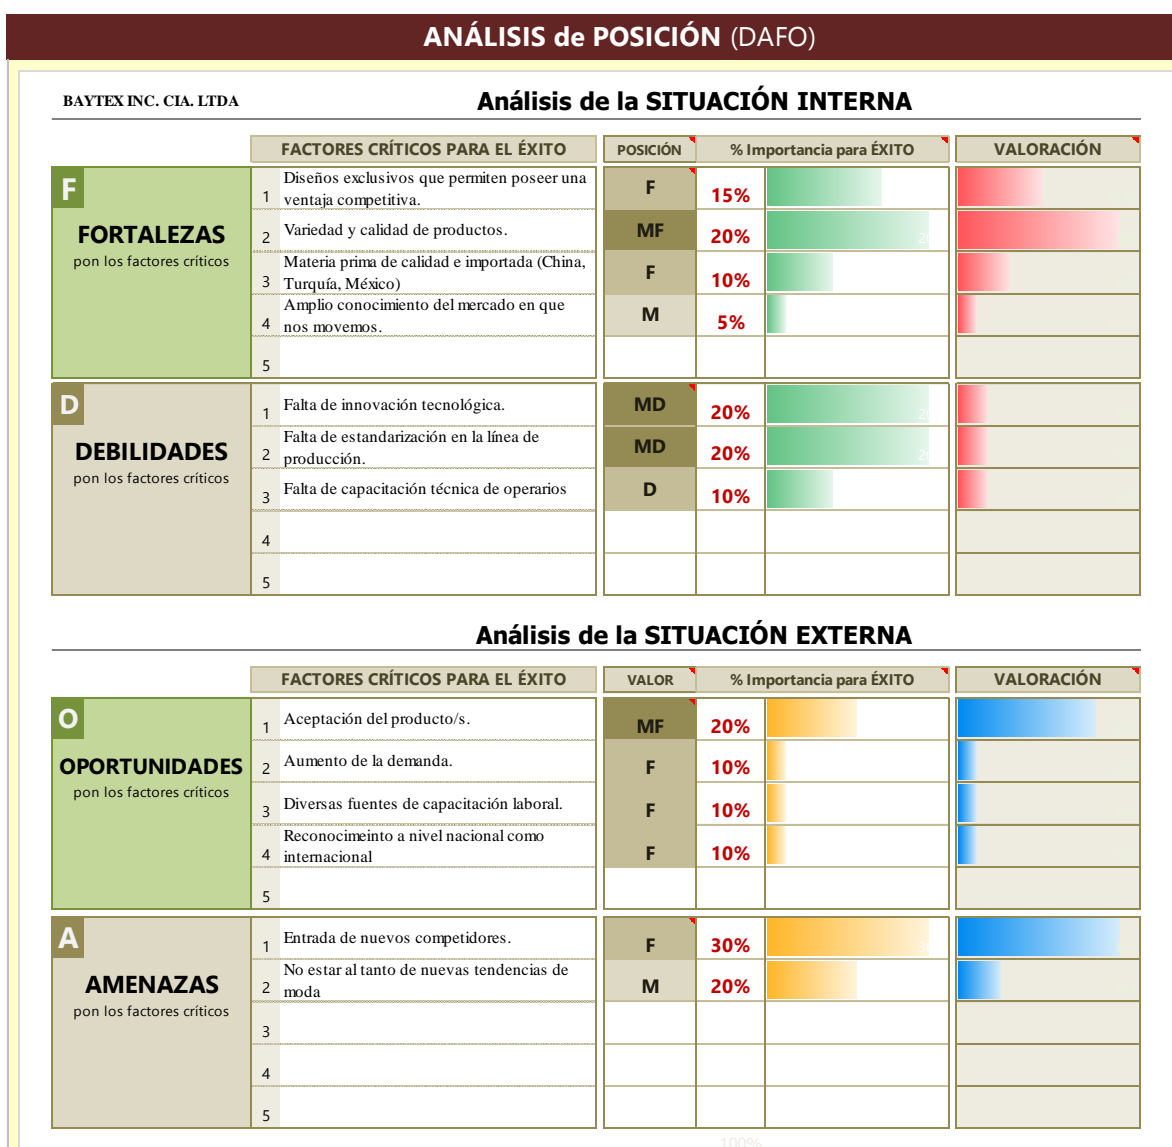 ANÁLISIS de POSICIÓN (DAFO)
BAYTEX INC. CIA. LTDA
Análisis de la SITUACIÓN INTERNA
FACTORES CRÍTICOS PARA EL ÉXITO
POSICIÓN
% Importancia para ÉXITO
VALORACIÓN
F
FORTALEZAS
pon los factores críticos
1 Diseños exclusivos que permiten poseer una
ventaja competitiva.
F 15%
2 Variedad y calidad de productos.
MF 20%
3 Materia prima de calidad e importada (China,
Turquía, México)
F 10%
4 Amplio conocimiento del mercado en que
nos movemos.
M 5%
5
D
DEBILIDADES
pon los factores críticos
1 Falta de innovación tecnológica.
MD 20%
2 Falta de estandarización en la línea de
producción.
MD 20%
3 Falta de capacitación técnica de operarios
D 10%
4
5
Análisis de la SITUACIÓN EXTERNA
FACTORES CRÍTICOS PARA EL ÉXITO
VALOR
% Importancia para ÉXITO
VALORACIÓN
O
OPORTUNIDADES
pon los factores críticos
1 Aceptación del producto/s.
MF 20%
2 Aumento de la demanda.
F 10%
3 Diversas fuentes de capacitación laboral.
F 10%
4 Reconocimeinto a nivel nacional como
internacional
F 10%
5
A
AMENAZAS
pon los factores críticos
1 Entrada de nuevos competidores.
F 30%
2 No estar al tanto de nuevas tendencias de
moda
M 20%
3
4
5
100%